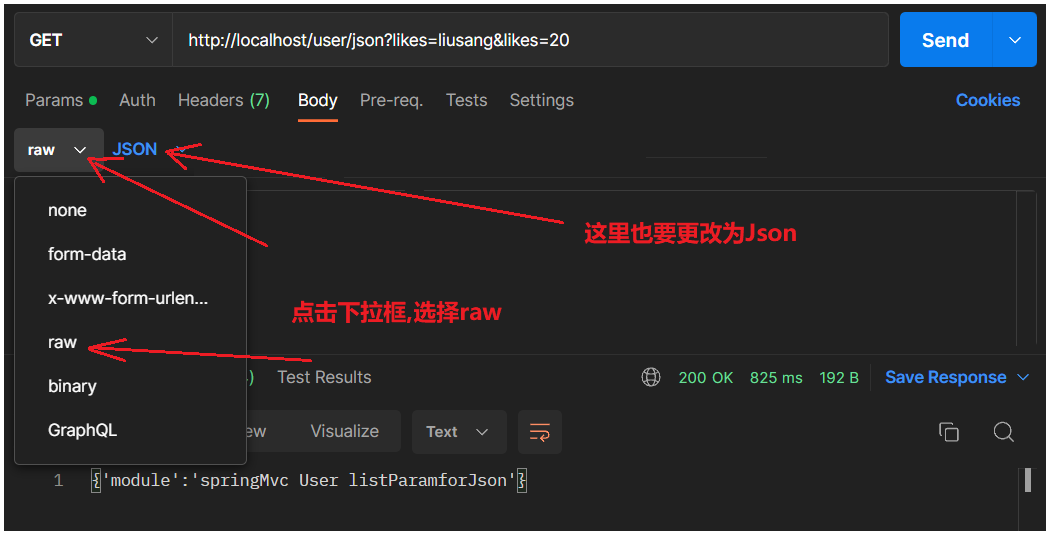 GET http://localhost/user/json?likes=liusang&likes=20 Send
Params Auth Headers (7) Body Pre-req. Tests Settings Cookies
raw JSON
none
这里也要更改为Json
form-data
x-www-form-urlen...
点击下拉框,选择raw
raw
Test Results 200 OK 825 ms 192 B Save Response
binary
GraphQL
Visualize Text
1 {'module':'springMvc User listParamforJson'}